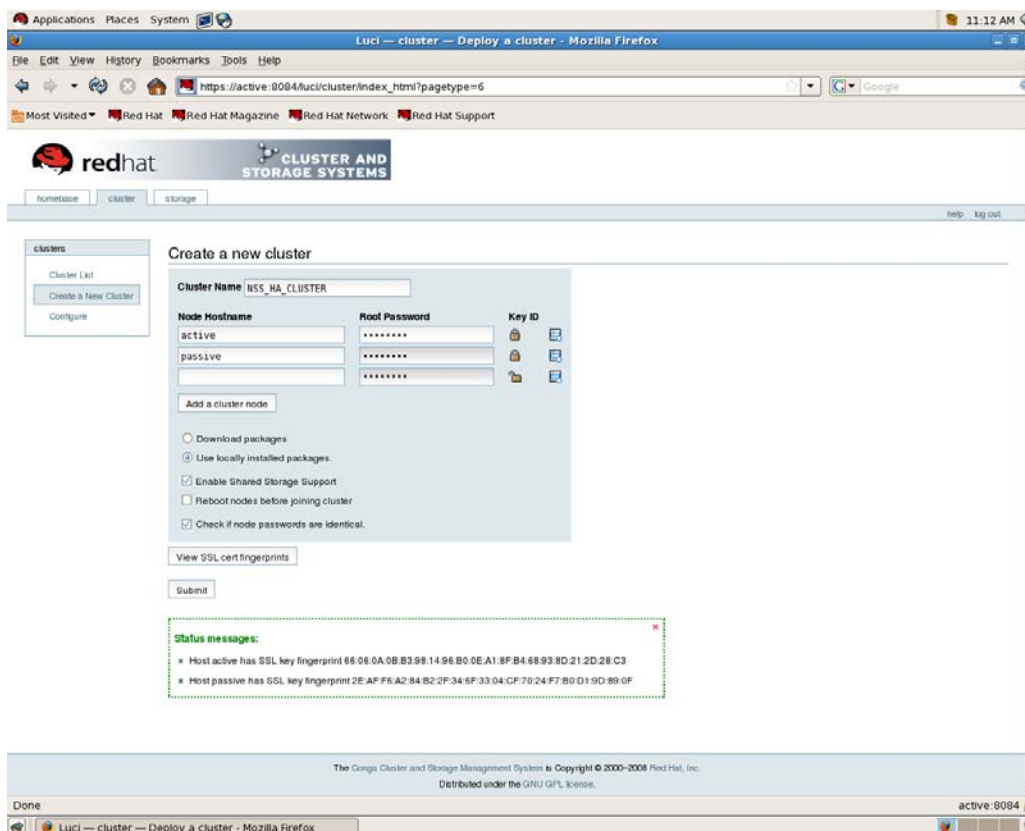 Applications Places System 11:12 AM
Luci — cluster — Deploy a cluster - Mozilla Firefox
File Edit View History Bookmarks Tools Help
https://active:8084/luci/cluster/index_html?pagetype=6 Google
Most Visited Red Hat Red Hat Magazine Red Hat Network Red Hat Support
redhat
CLUSTER AND
STORAGE SYSTEMS
homebase cluster storage
help log out
clusters
Cluster List
Create a New Cluster
Configure
Create a new cluster
Cluster Name NSS_HA_CLUSTER
Node Hostname Root Password Key ID
active ••••••••
passive ••••••••
••••••••
Add a cluster node
Download packages
Use locally installed packages.
Enable Shared Storage Support
Reboot nodes before joining cluster
Check if node passwords are identical.
View SSL cert fingerprints
Submit
Status messages:
Host active has SSL key fingerprint 66:06:0A:0B:B3:98:14:96:B0:0E:A1:8F:B4:68:93:8D:21:2D:28:C3
Host passive has SSL key fingerprint 2E:AF:F6:A2:84:B2:2F:34:6F:33:04:CF:70:24:F7:B0:D1:9D:89:0F
The Conga Cluster and Storage Management System is Copyright © 2000–2008 Red Hat, Inc.
Distributed under the GNU GPL license.
Done active:8084
Luci — cluster — Deploy a cluster - Mozilla Firefox